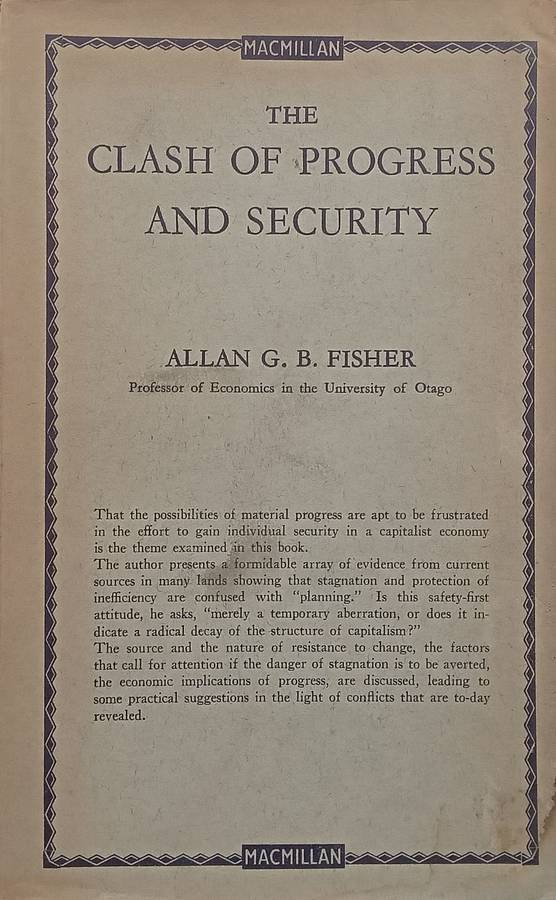 MACMILLAN
THE
CLASH OF PROGRESS
AND SECURITY
ALLAN G. B. FISHER
Professor of Economics in the University of Otago
That the possibilities of material progress are apt to be frustrated
in the effort to gain individual security in a capitalist economy
is the theme examined in this book.
The author presents a formidable array of evidence from current
sources in many lands showing that stagnation and protection of
inefficiency are confused with "planning." Is this safety-first
attitude, he asks, "merely a temporary aberration, or does it in-
dicate a radical decay of the structure of capitalism?"
The source and the nature of resistance to change, the factors
that call for attention if the danger of stagnation is to be averted,
the economic implications of progress, are discussed, leading to
some practical suggestions in the light of conflicts that are to-day
revealed.
MACMILLAN